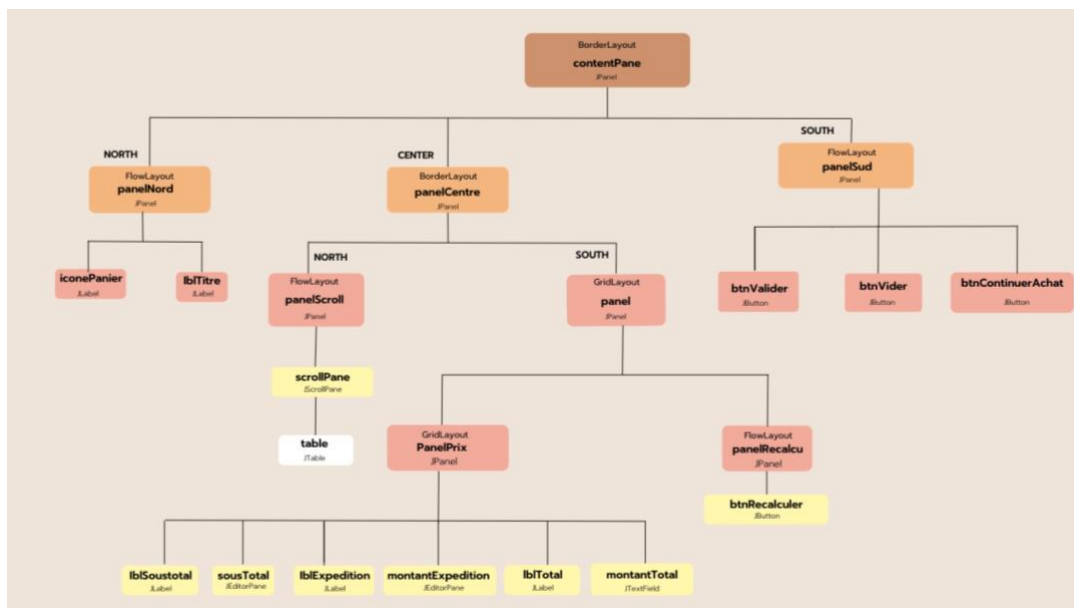 BorderLayout
contentPane
JPanel
NORTH
CENTER
SOUTH
FlowLayout
panelNord
JPanel
BorderLayout
panelCentre
JPanel
FlowLayout
panelSud
JPanel
iconePanier
JLabel
lblTitre
JLabel
NORTH
SOUTH
FlowLayout
panelScroll
JPanel
GridLayout
panel
JPanel
btnValider
JButton
btnVider
JButton
btnContinuerAchat
JButton
scrollPane
JScrollPane
table
JTable
GridLayout
PanelPrix
JPanel
FlowLayout
panelRecalcu
JPanel
btnRecalculer
JButton
lblSoustotal
JLabel
sousTotal
JEditorPane
lblExpedition
JLabel
montantExpedition
JEditorPane
lblTotal
JLabel
montantTotal
JTextField